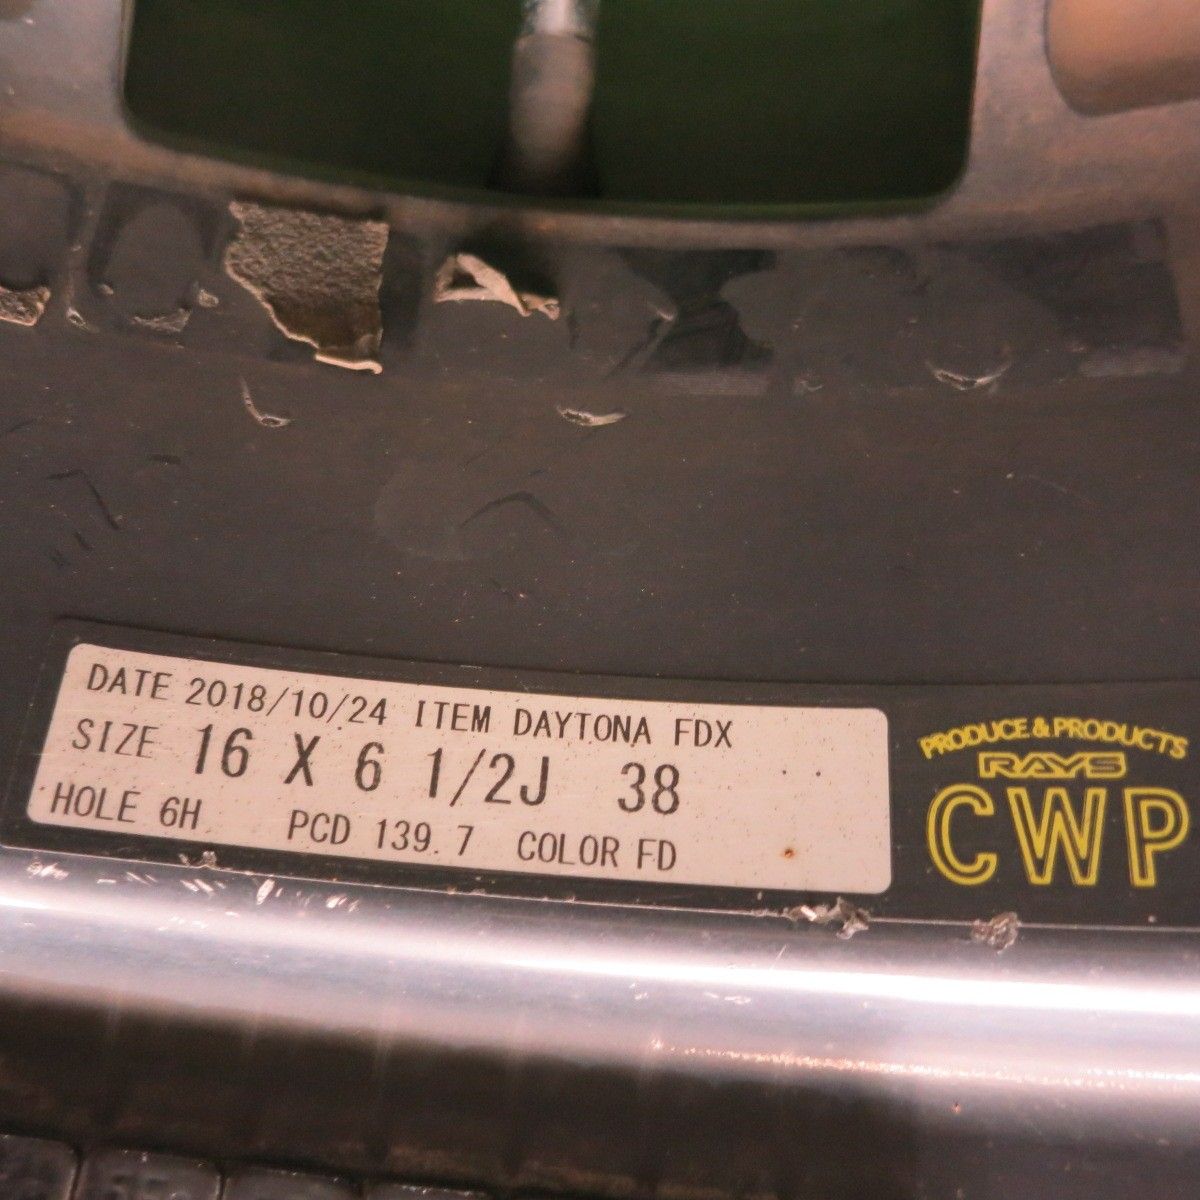 DATE 2018/10/24 ITEM DAYTONA FDX
SIZE 16 X 6 1/2J 38
HOLE 6H PCD 139.7 COLOR FD
PRODUCE & PRODUCTS
RAYS
CWP